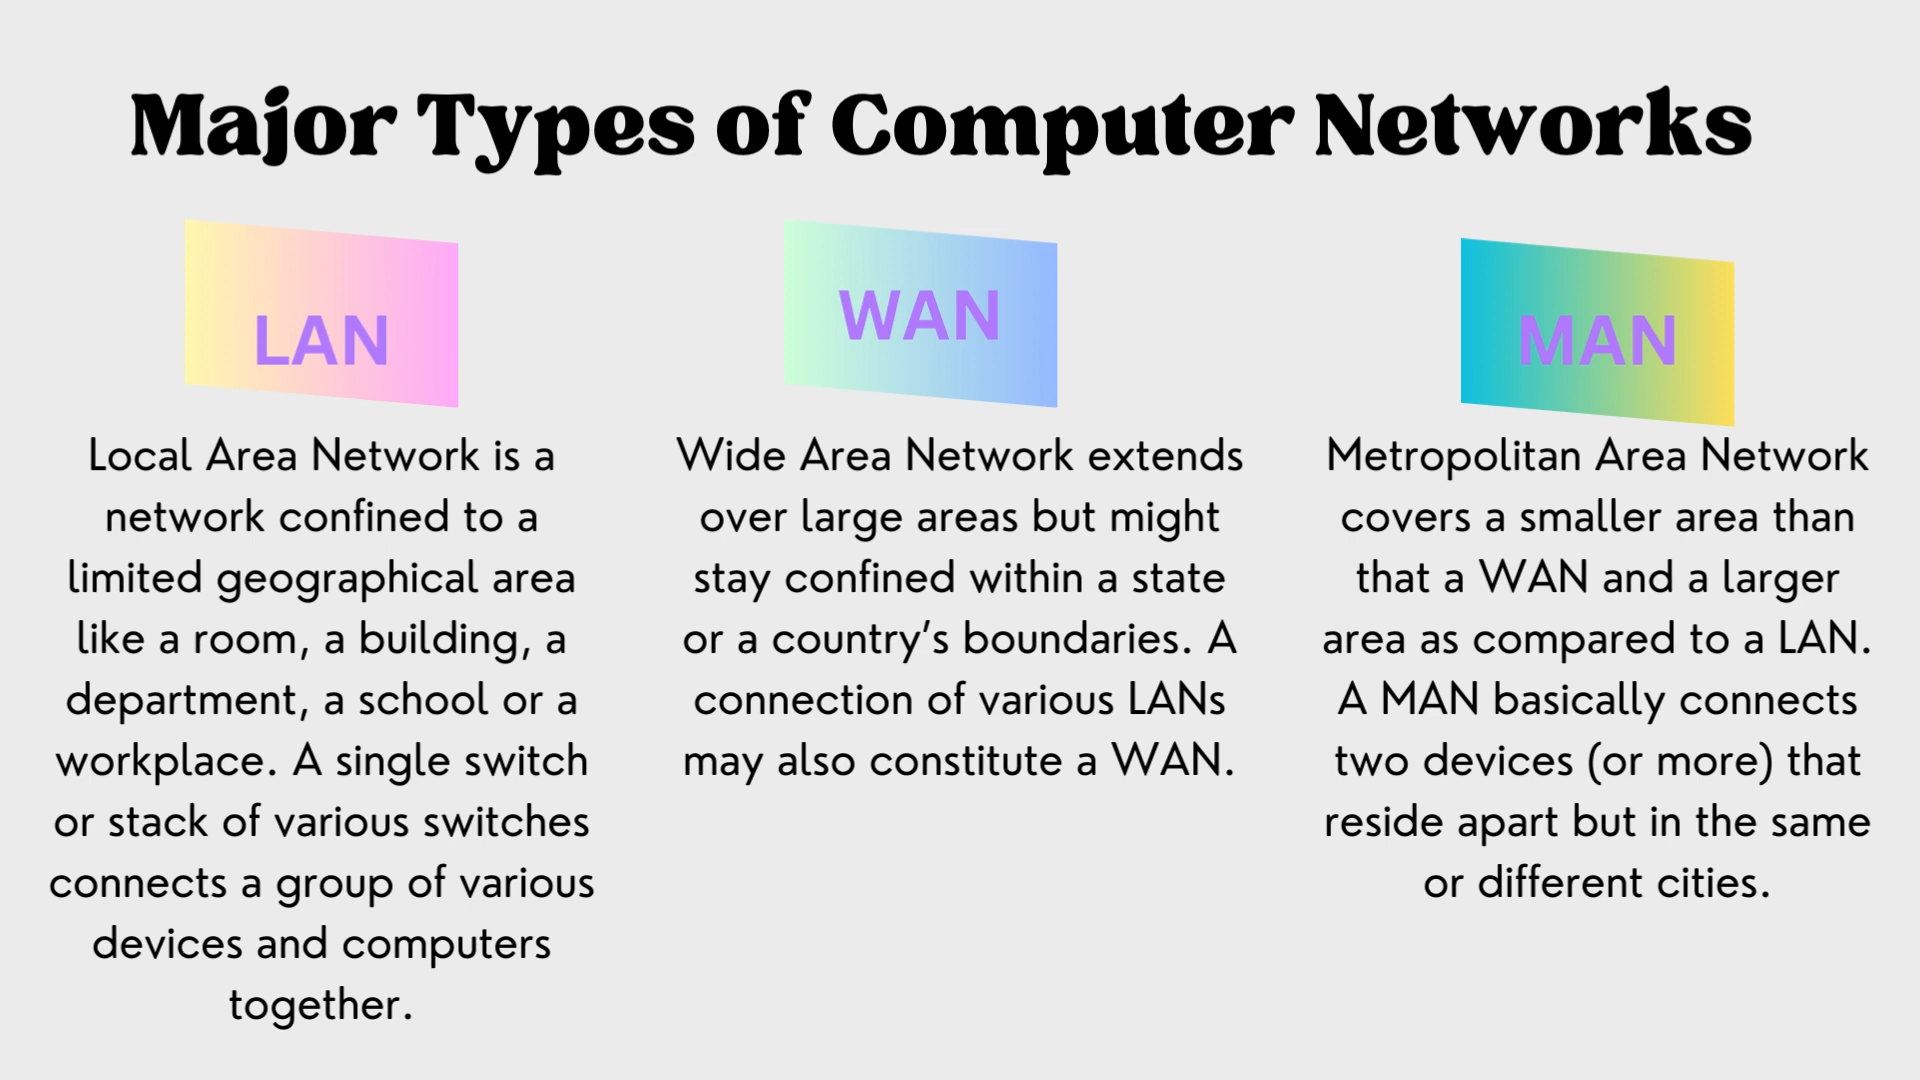 Major Types of Computer Networks
LAN
Local Area Network is a
network confined to a
limited geographical area
like a room, a building, a
department, a school or a
workplace. A single switch
or stack of various switches
connects a group of various
devices and computers
together.
WAN
Wide Area Network extends
over large areas but might
stay confined within a state
or a country's boundaries. A
connection of various LANs
may also constitute a WAN.
MAN
Metropolitan Area Network
covers a smaller area than
that a WAN and a larger
area as compared to a LAN.
A MAN basically connects
two devices (or more) that
reside apart but in the same
or different cities.